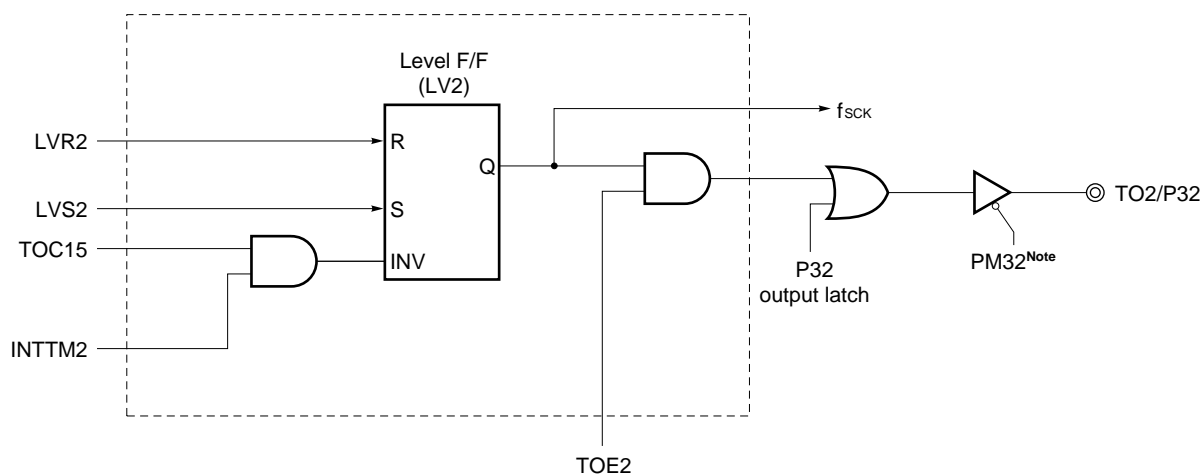 Level F/F
(LV2)
fSCK
LVR2
R
Q
LVS2
S
TO2/P32
TOC15
INV
P32
output latch
PM32Note
INTTM2
TOE2